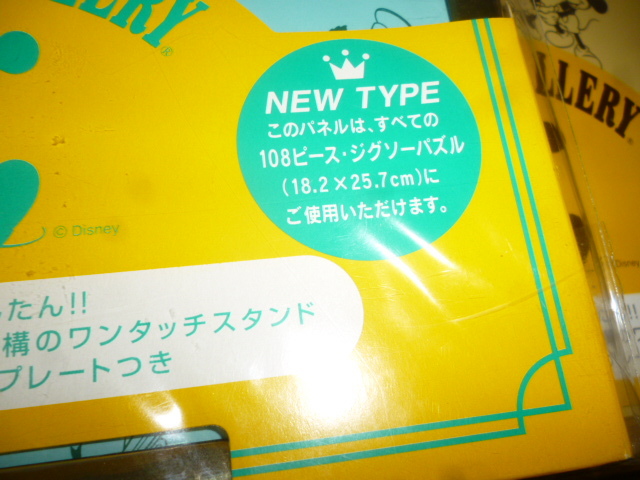 LLERY®
LLERY®
NEW TYPE
このパネルは、すべての
108ピース・ジグソーパズル
(18.2×25.7cm)に
ご使用いただけます。
© Disney
© Disney
たん!!
構のワンタッチスタンド
プレートつき